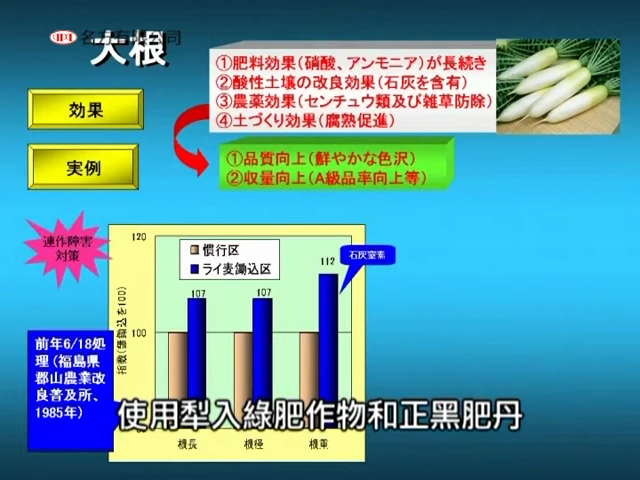 名方有限公司
大根
①肥料効果(硝酸、アンモニア)が長続き
②酸性土壌の改良効果(石灰を含有)
③農薬効果(センチュウ類及び雑草防除)
④土づくり効果(腐熟促進)
効果
実例
①品質向上(鮮やかな色沢)
②収量向上(A級品率向上等)
連作障害
対策
120
慣行区
ライ麦鋤込区
石灰窒素
112
107
107
100
前年6/18処
理(福島県
郡山農業改
良普及所、
1985年)
使用犁入綠肥作物和正黑肥丹
根長
根径
根重